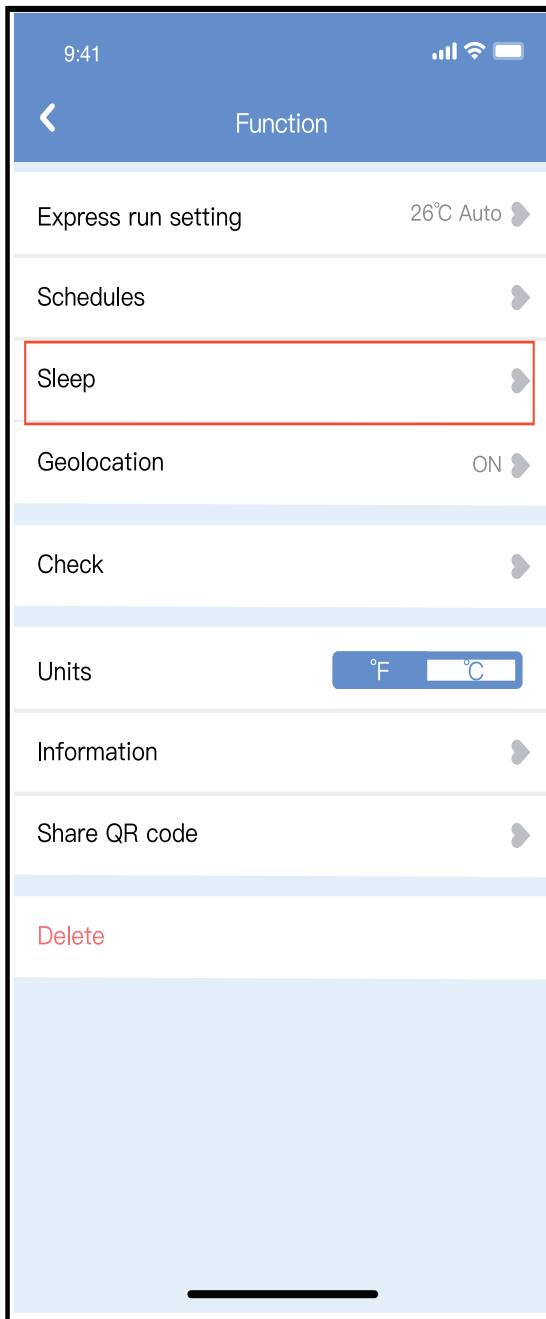 9:41
Function
Express run setting 26℃ Auto
Schedules
Sleep
Geolocation ON
Check
Units ℉ ℃
Information
Share QR code
Delete